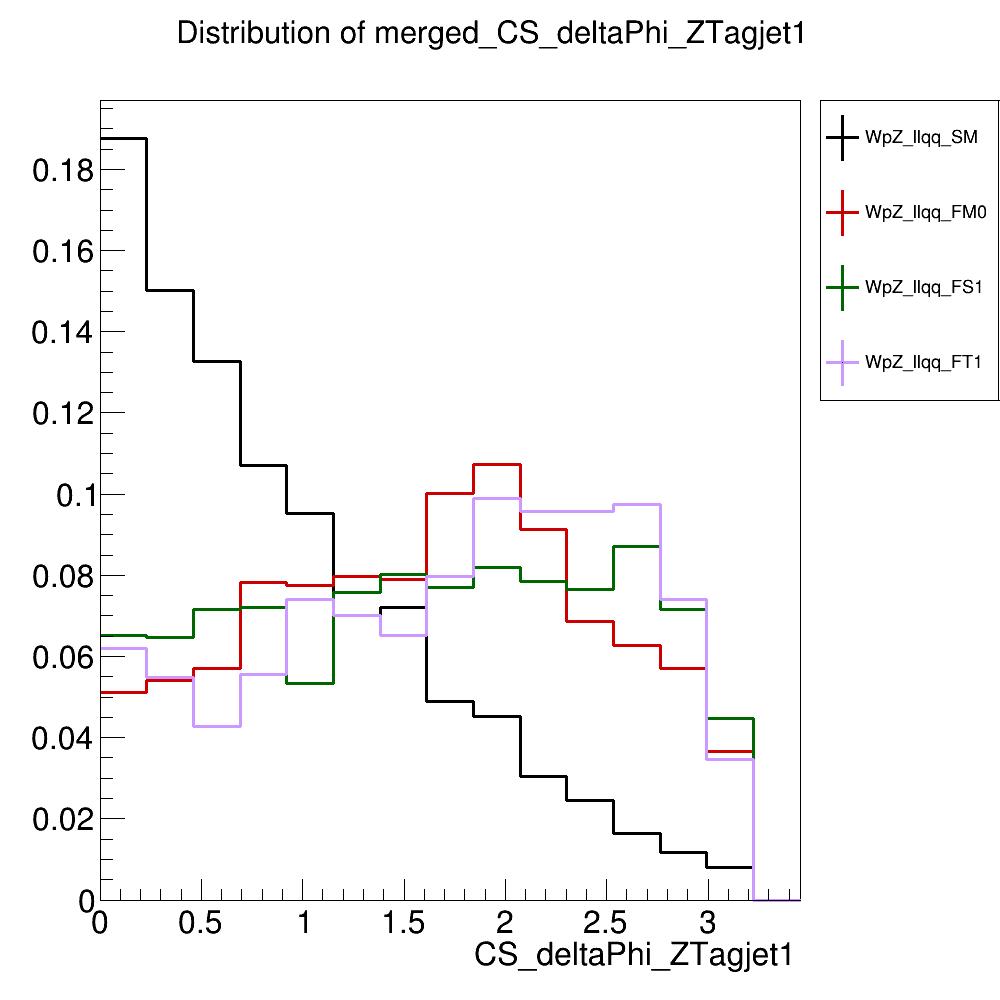 Distribution of merged_CS_deltaPhi_ZTagjet1
WpZ_llqq_SM
WpZ_llqq_FM0
WpZ_llqq_FS1
WpZ_llqq_FT1
0.18
0.16
0.14
0.12
0.1
0.08
0.06
0.04
0.02
0
0 0.5 1 1.5 2 2.5 3
CS_deltaPhi_ZTagjet1